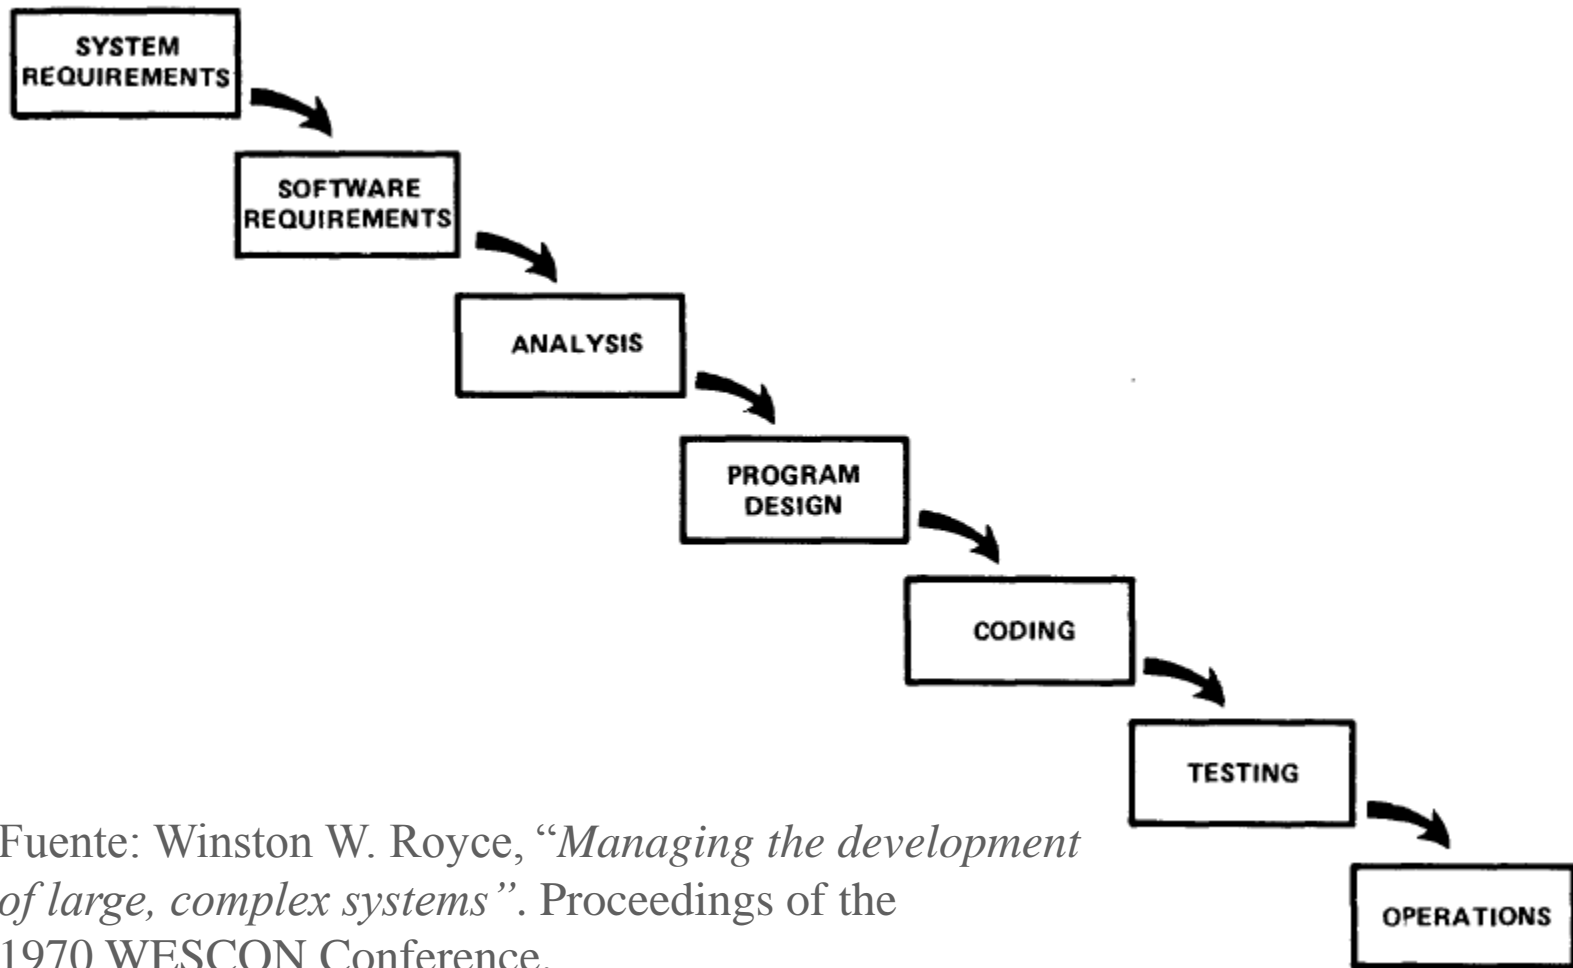 SYSTEM
REQUIREMENTS
SOFTWARE
REQUIREMENTS
ANALYSIS
PROGRAM
DESIGN
CODING
TESTING
OPERATIONS
Fuente: Winston W. Royce, “Managing the development
of large, complex systems”. Proceedings of the
1970 WESCON Conference.